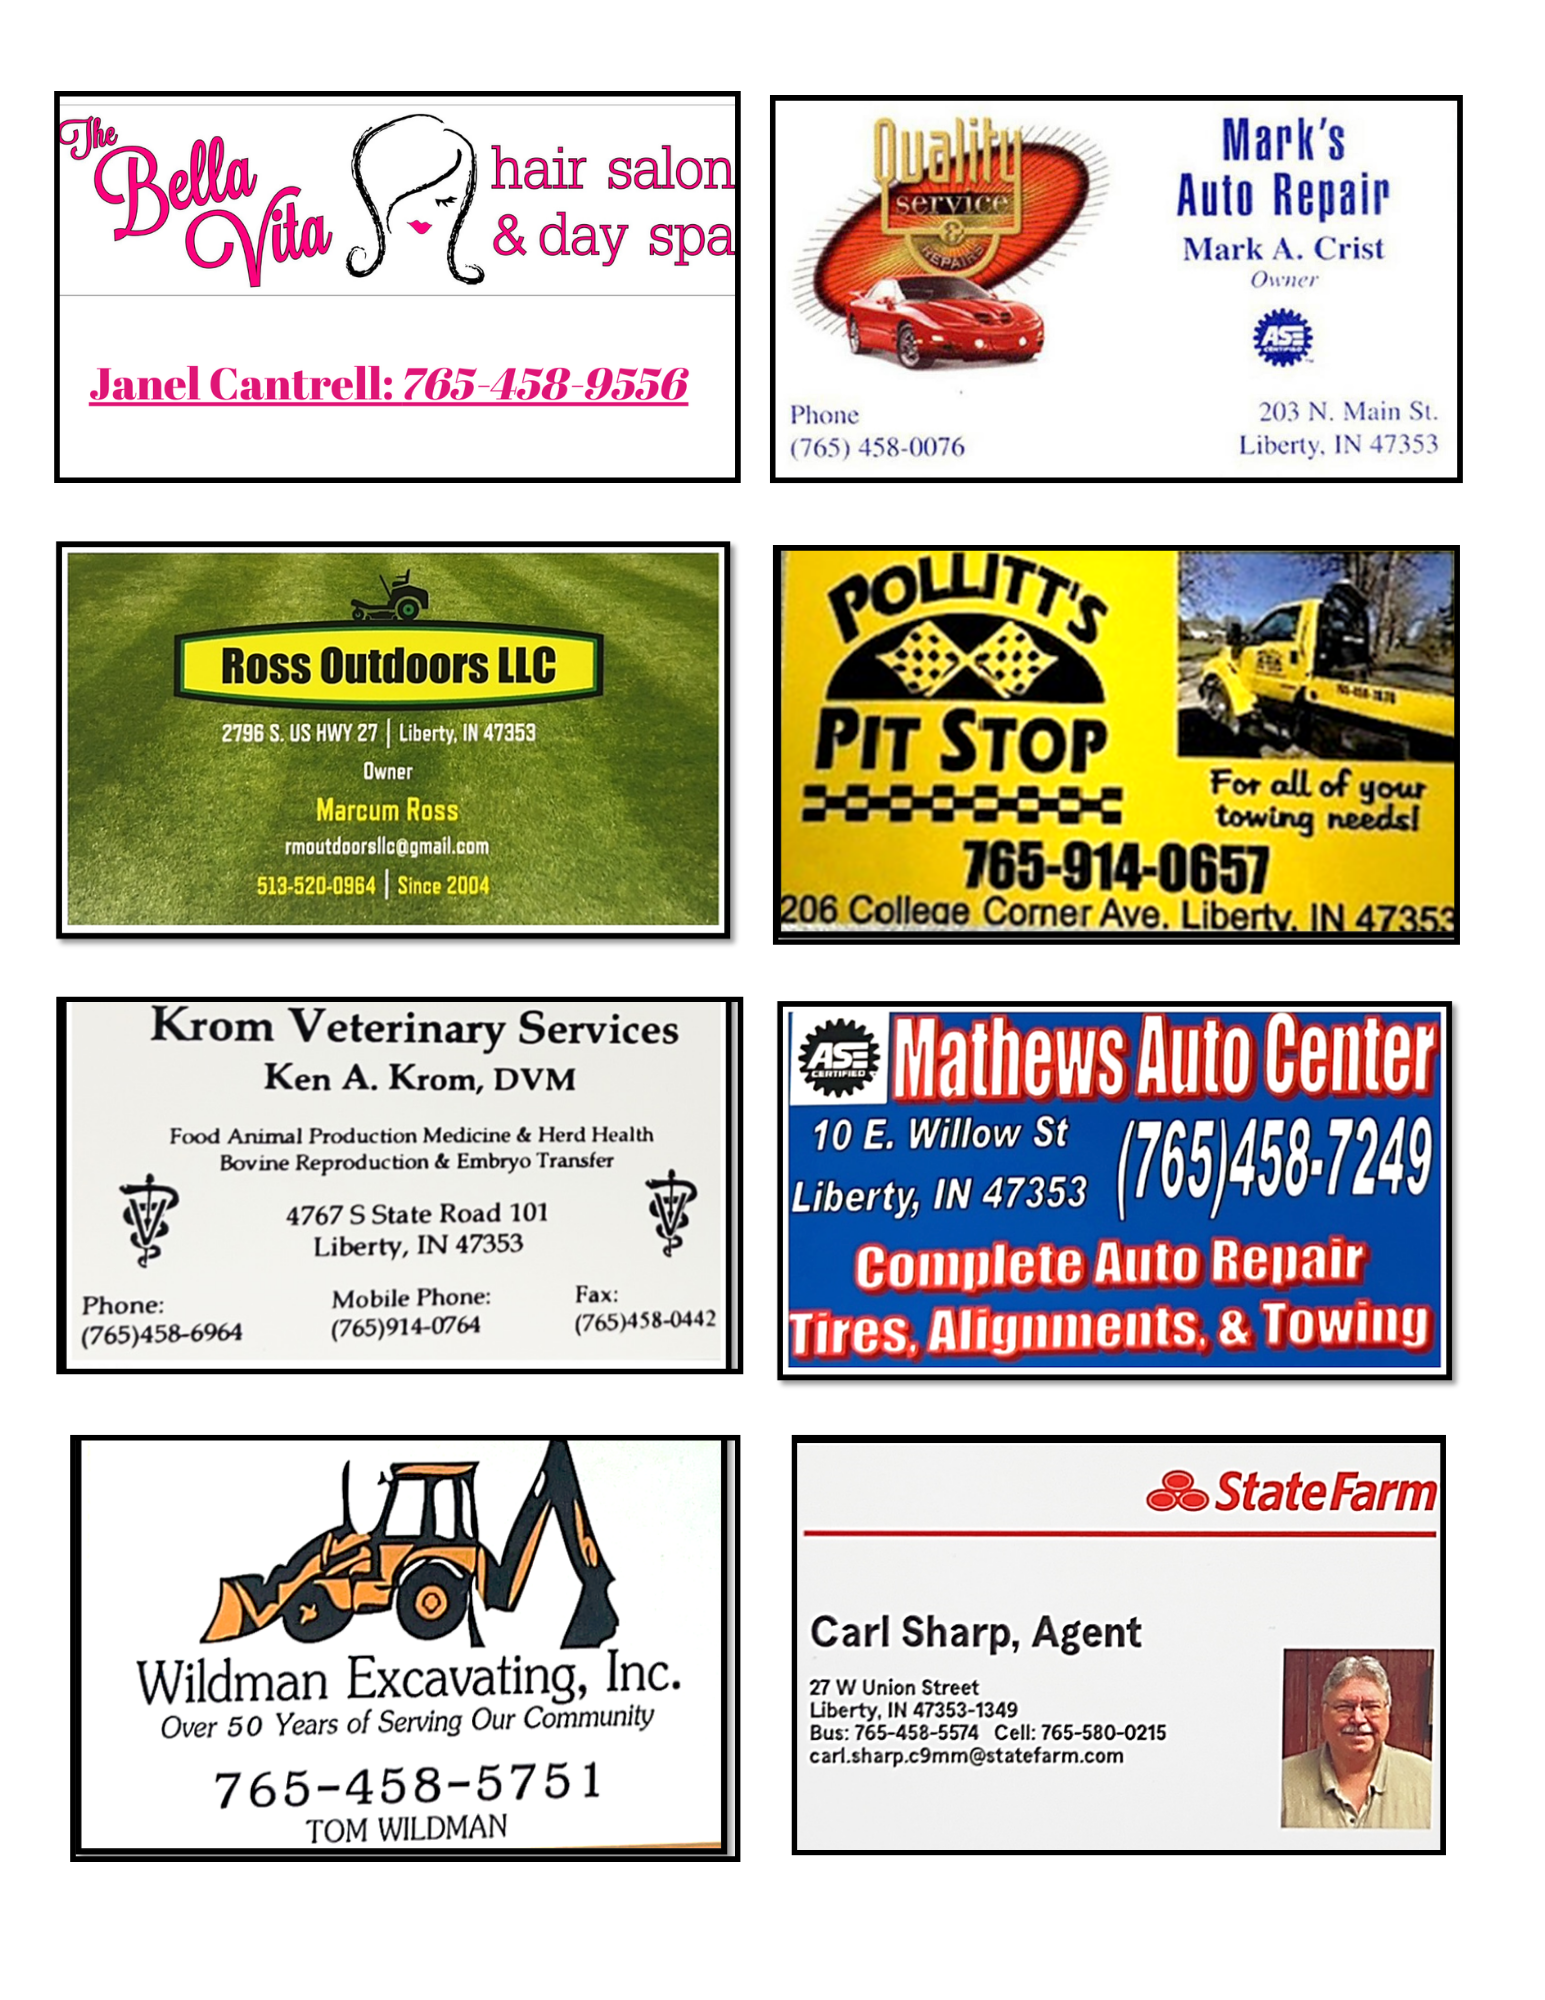 The
Bella
Vita
hair salon
& day spa
Janel Cantrell: 765-458-9556
Quality
service
&
REPAIR
Mark's
Auto Repair
Mark A. Crist
Owner
ASE
CERTIFIED
Phone
(765) 458-0076
203 N. Main St.
Liberty, IN 47353
Ross Outdoors LLC
2796 S. US HWY 27 | Liberty, IN 47353
Owner
Marcum Ross
rmoutdoorsllc@gmail.com
513-520-0964 | Since 2004
POLLITT'S
PIT STOP
For all of your
towing needs!
765-914-0657
206 College Corner Ave. Liberty, IN 47353
Krom Veterinary Services
Ken A. Krom, DVM
Food Animal Production Medicine & Herd Health
Bovine Reproduction & Embryo Transfer
4767 S State Road 101
Liberty, IN 47353
Phone:
(765)458-6964
Mobile Phone:
(765)914-0764
Fax:
(765)458-0442
ASE
CERTIFIED
Mathews Auto Center
10 E. Willow St
Liberty, IN 47353
(765)458-7249
Complete Auto Repair
Tires, Alignments, & Towing
Wildman Excavating, Inc.
Over 50 Years of Serving Our Community
765-458-5751
TOM WILDMAN
State Farm
Carl Sharp, Agent
27 W Union Street
Liberty, IN 47353-1349
Bus: 765-458-5574 Cell: 765-580-0215
carl.sharp.c9mm@statefarm.com